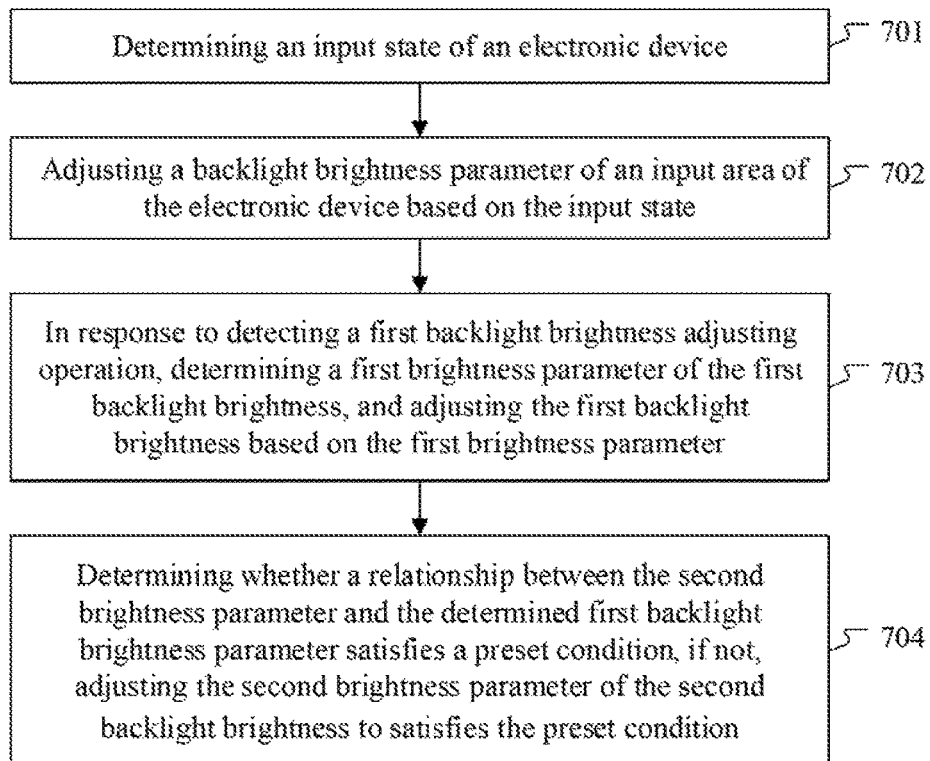 Determining an input state of an electronic device
701
Adjusting a backlight brightness parameter of an input area of
the electronic device based on the input state
702
In response to detecting a first backlight brightness adjusting
operation, determining a first brightness parameter of the first
backlight brightness, and adjusting the first backlight
brightness based on the first brightness parameter
703
Determining whether a relationship between the second
brightness parameter and the determined first backlight
brightness parameter satisfies a preset condition, if not,
adjusting the second brightness parameter of the second
backlight brightness to satisfies the preset condition
704